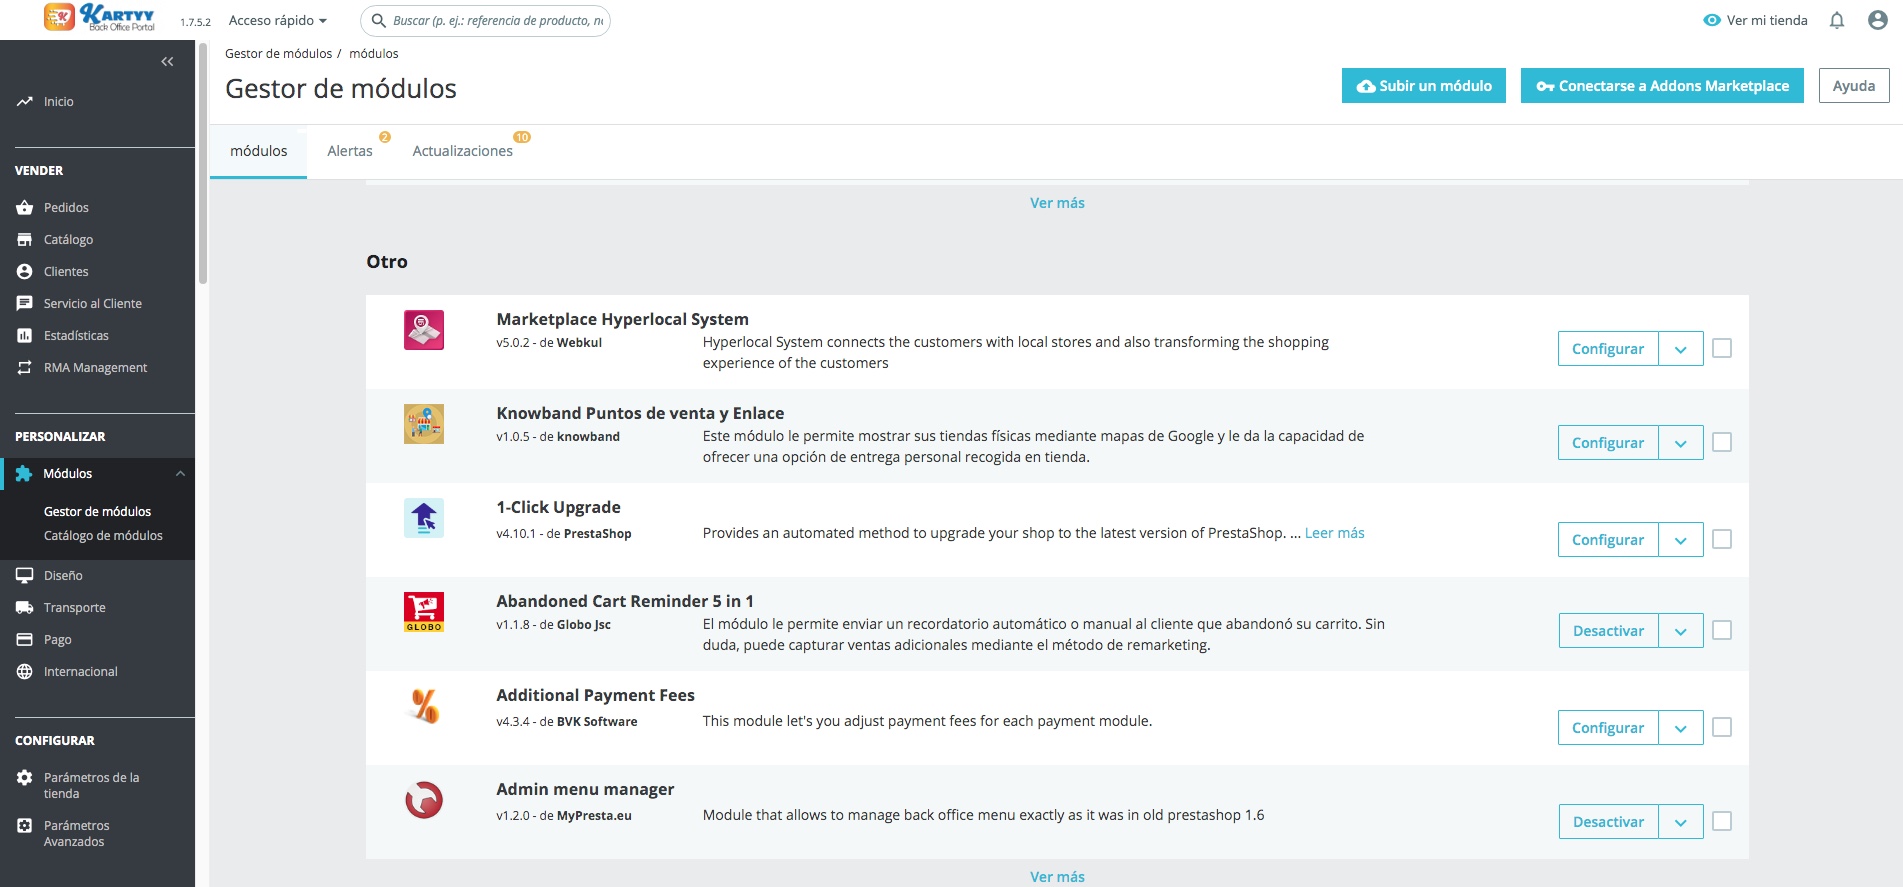 KARTYY
Back Office Portal
1.7.5.2
Acceso rápido
Buscar (p. ej.: referencia de producto, n
Ver mi tienda
Inicio
VENDER
Pedidos
Catálogo
Clientes
Servicio al Cliente
Estadísticas
RMA Management
PERSONALIZAR
Módulos
Gestor de módulos
Catálogo de módulos
Diseño
Transporte
Pago
Internacional
CONFIGURAR
Parámetros de la
tienda
Parámetros
Avanzados
Gestor de módulos / módulos
Gestor de módulos
Subir un módulo
Conectarse a Addons Marketplace
Ayuda
módulos
Alertas 2
Actualizaciones 10
Ver más
Otro
Marketplace Hyperlocal System
v5.0.2 - de Webkul
Hyperlocal System connects the customers with local stores and also transforming the shopping
experience of the customers
Configurar
Knowband Puntos de venta y Enlace
v1.0.5 - de knowband
Este módulo le permite mostrar sus tiendas físicas mediante mapas de Google y le da la capacidad de
ofrecer una opción de entrega personal recogida en tienda.
Configurar
1-Click Upgrade
v4.10.1 - de PrestaShop
Provides an automated method to upgrade your shop to the latest version of PrestaShop. ... Leer más
Configurar
GLOBO
Abandoned Cart Reminder 5 in 1
v1.1.8 - de Globo Jsc
El módulo le permite enviar un recordatorio automático o manual al cliente que abandonó su carrito. Sin
duda, puede capturar ventas adicionales mediante el método de remarketing.
Desactivar
Additional Payment Fees
v4.3.4 - de BVK Software
This module let's you adjust payment fees for each payment module.
Configurar
Admin menu manager
v1.2.0 - de MyPresta.eu
Module that allows to manage back office menu exactly as it was in old prestashop 1.6
Desactivar
Ver más